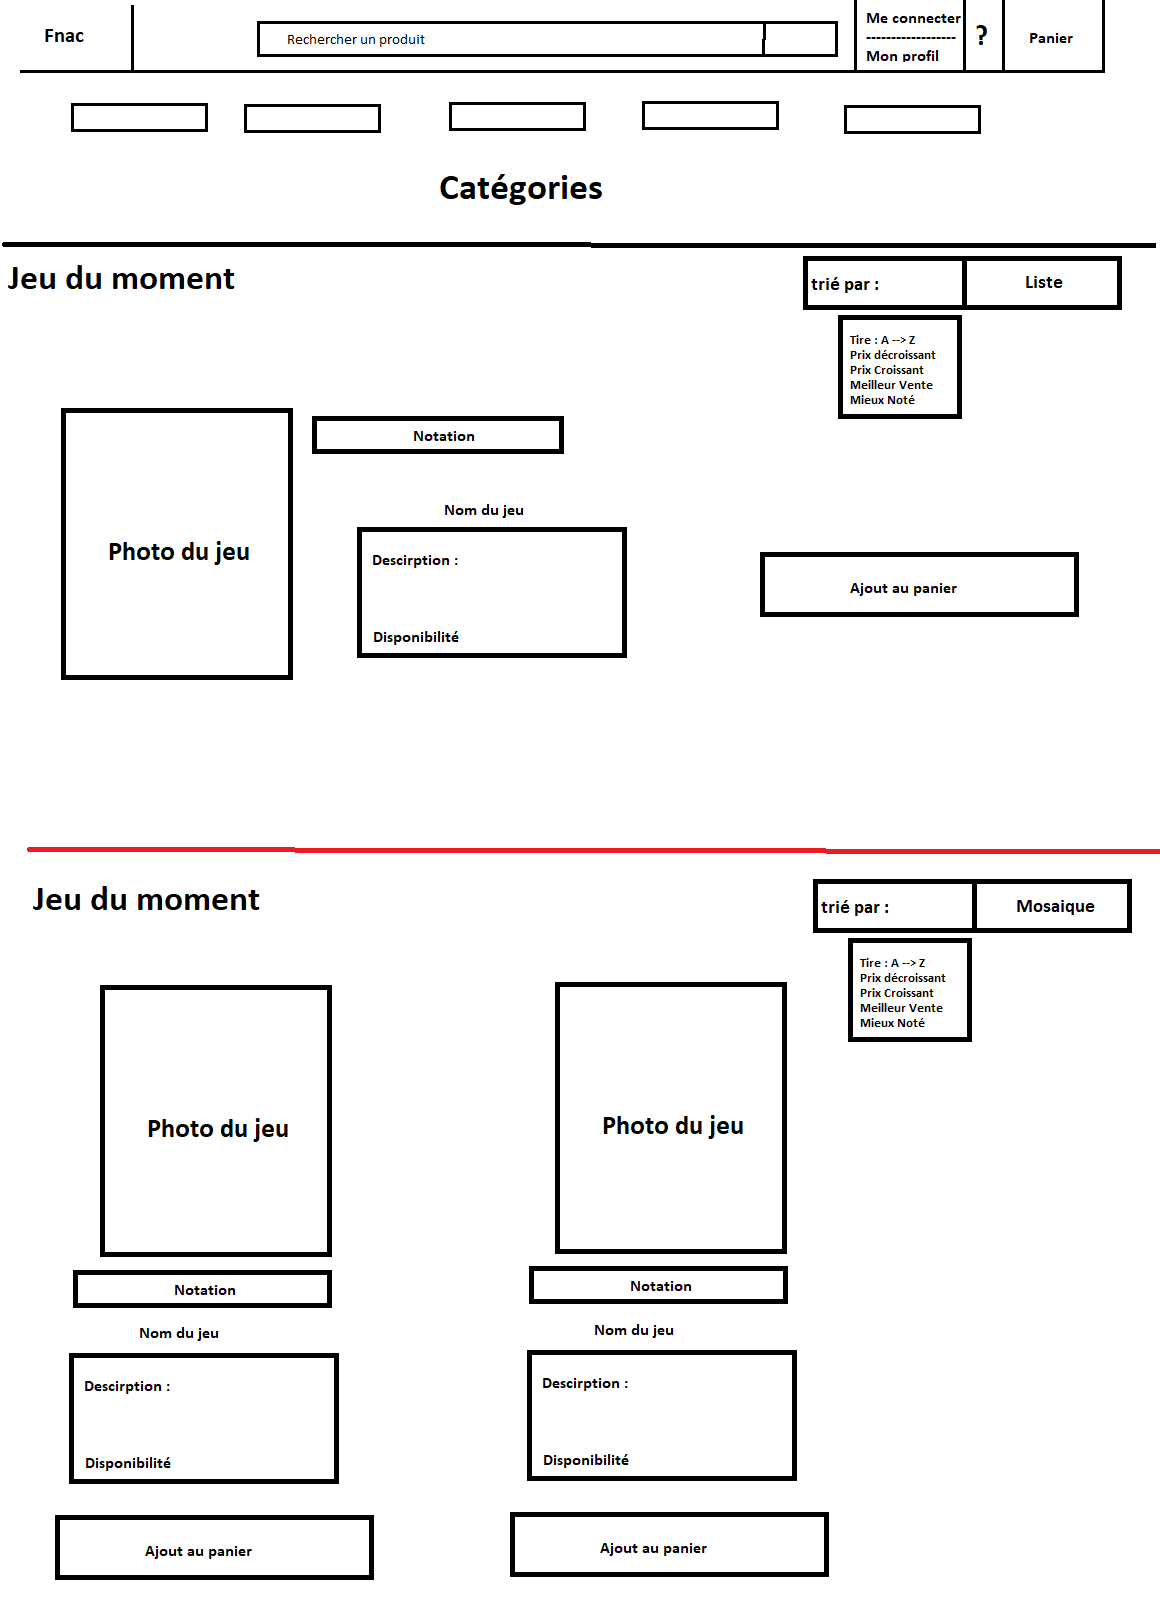 Fnac
Rechercher un produit
Me connecter
------------------
Mon profil
?
Panier
Catégories
Jeu du moment
trié par :
Liste
Tire : A --> Z
Prix décroissant
Prix Croissant
Meilleur Vente
Mieux Noté
Photo du jeu
Notation
Nom du jeu
Descirption :
Disponibilité
Ajout au panier
Jeu du moment
trié par :
Mosaique
Tire : A --> Z
Prix décroissant
Prix Croissant
Meilleur Vente
Mieux Noté
Photo du jeu
Notation
Nom du jeu
Descirption :
Disponibilité
Ajout au panier
Photo du jeu
Notation
Nom du jeu
Descirption :
Disponibilité
Ajout au panier